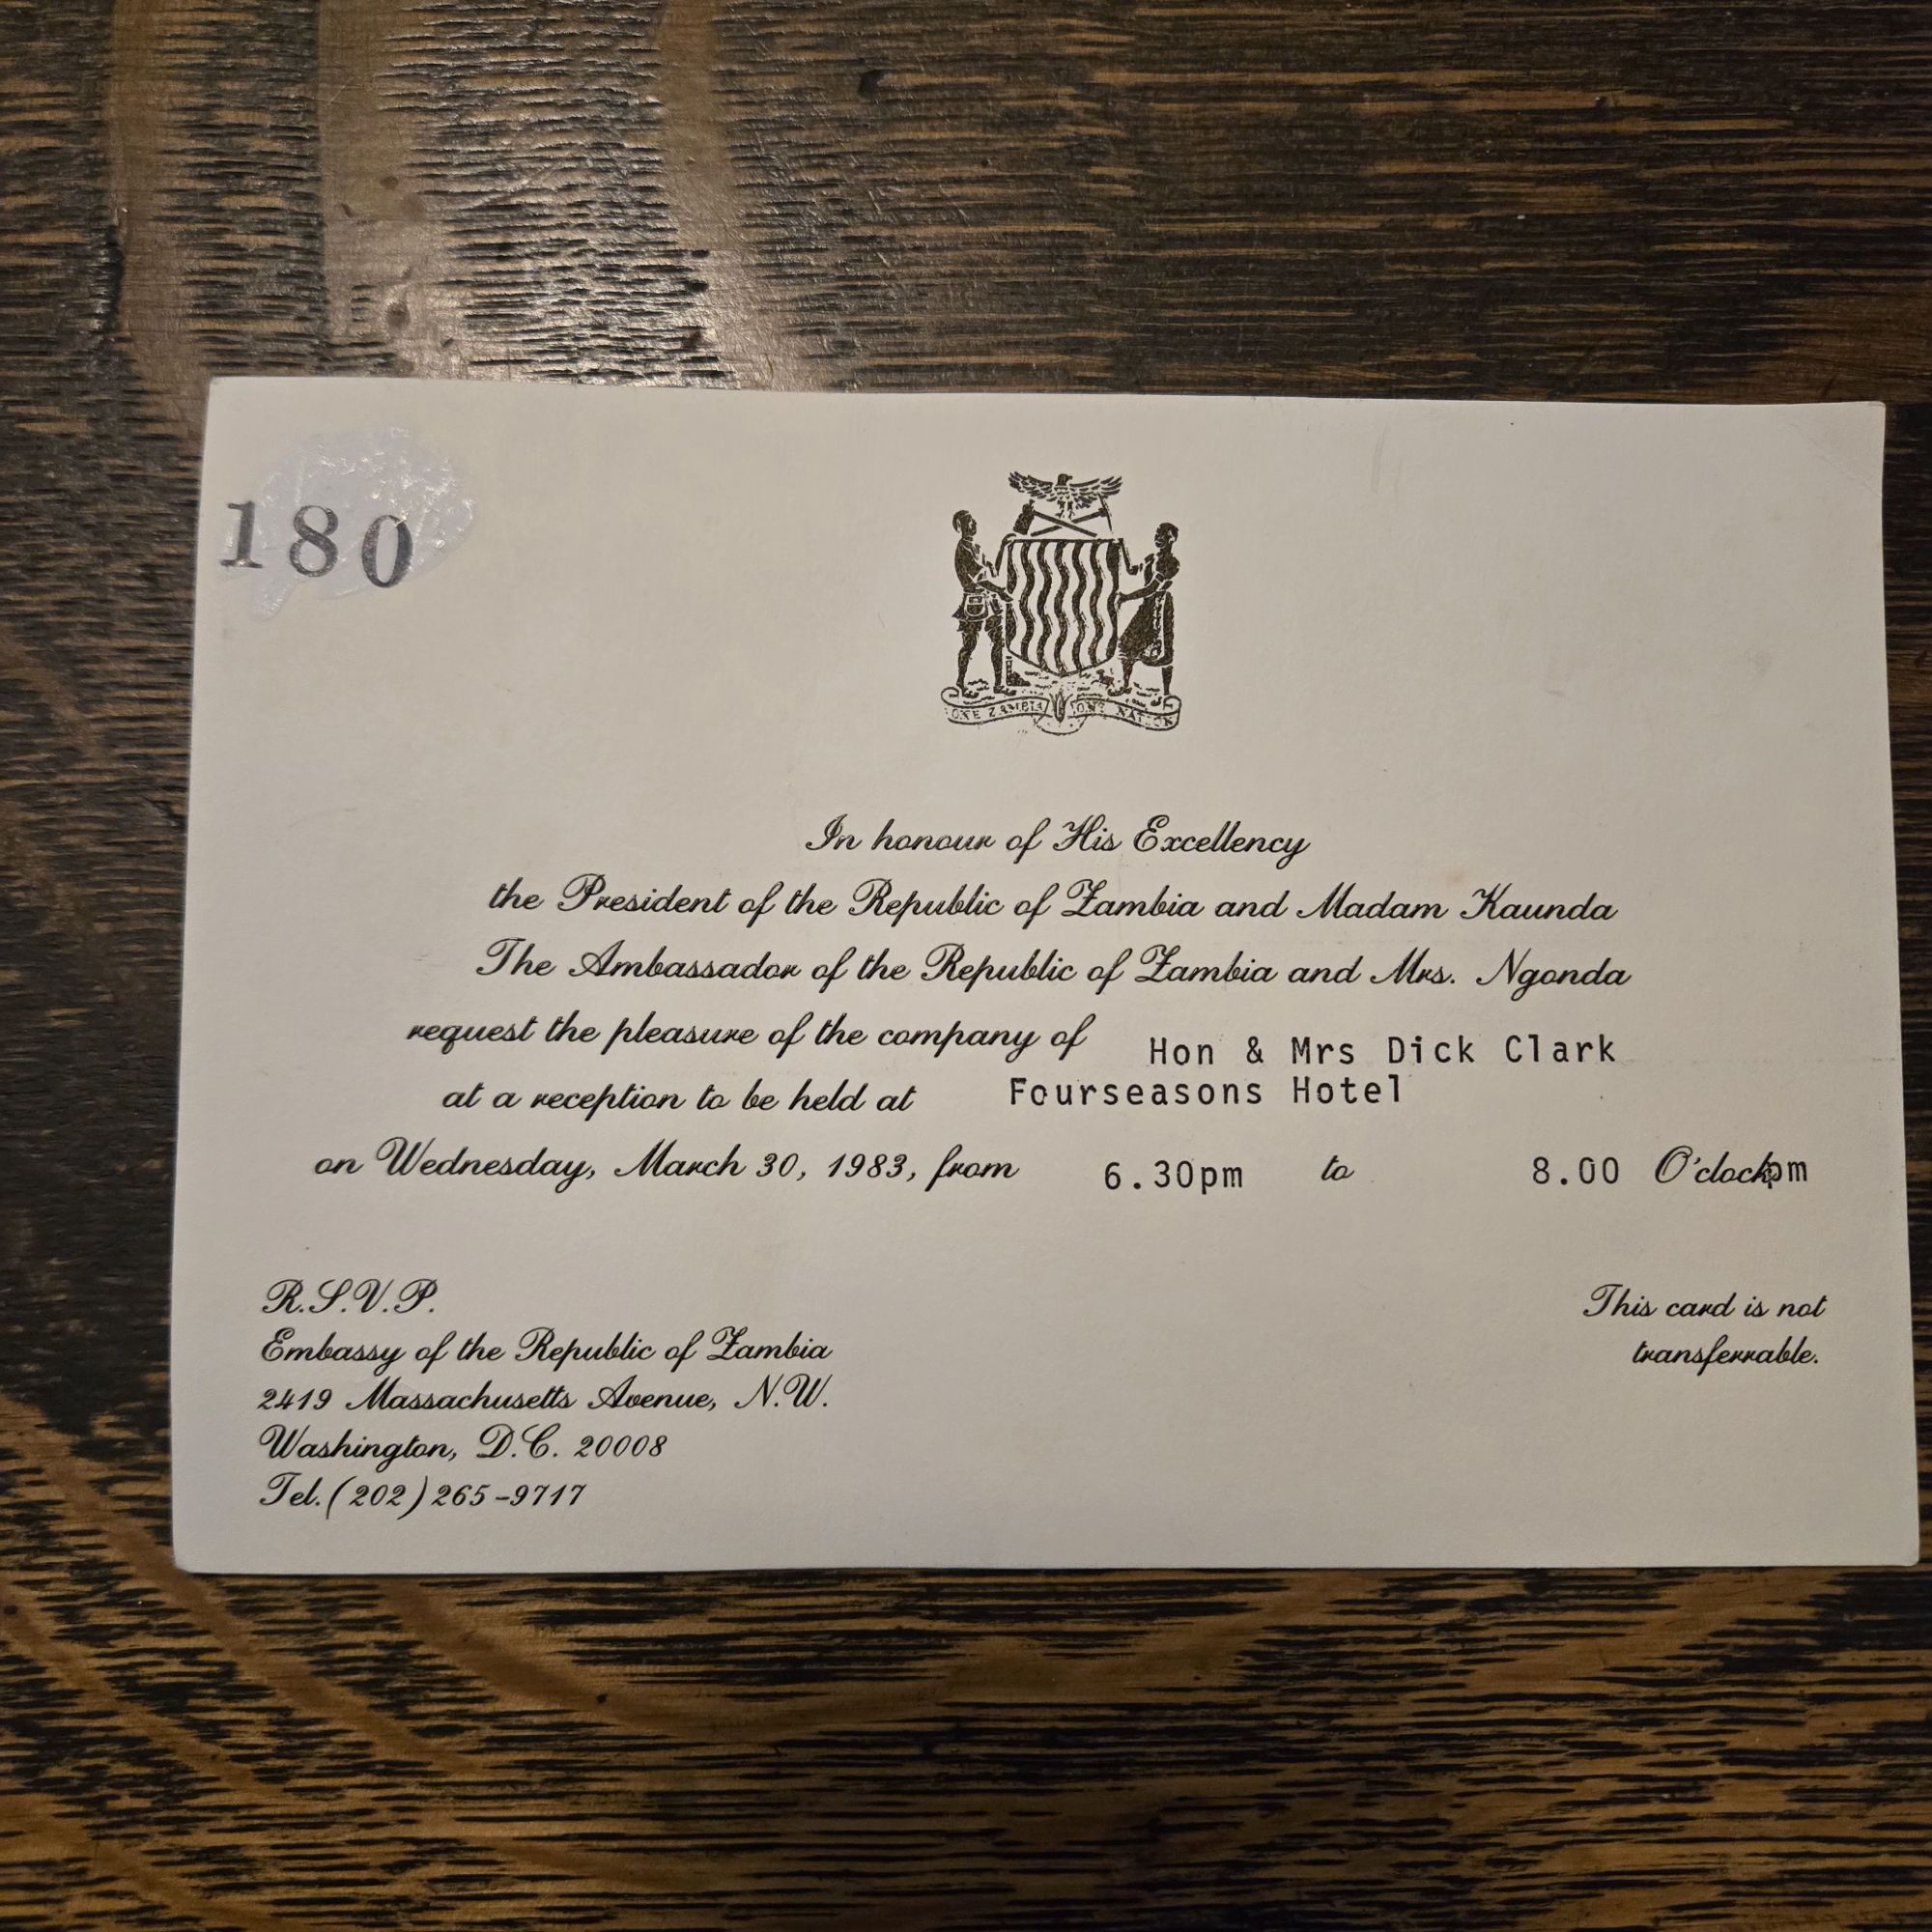 180
ONE ZAMBIA ONE NATION
In honour of His Excellency
the President of the Republic of Zambia and Madam Kaunda
The Ambassador of the Republic of Zambia and Mrs. Ngonda
request the pleasure of the company of Hon & Mrs Dick Clark
at a reception to be held at Fourseasons Hotel
on Wednesday, March 30, 1983, from 6.30pm to 8.00 O'clock pm
R.S.V.P.
Embassy of the Republic of Zambia
2419 Massachusetts Avenue, N.W.
Washington, D.C. 20008
Tel.(202)265-9717
This card is not
transferrable.